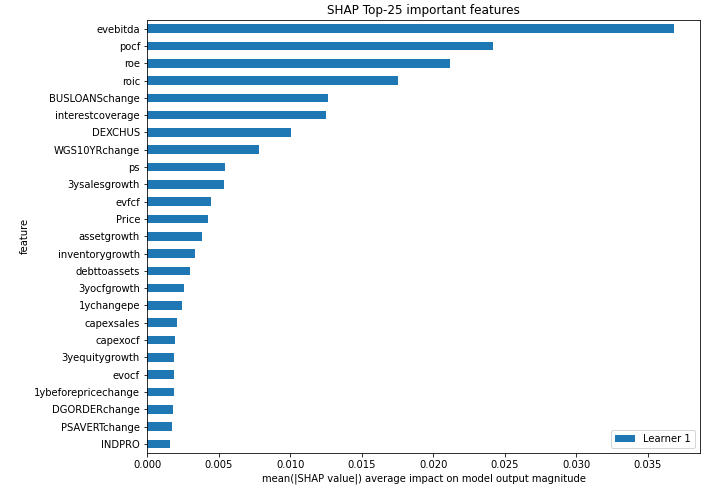 SHAP Top-25 important features
evebitda
pocf
roe
roic
BUSLOANSchange
interestcoverage
DEXCHUS
WGS10YRchange
ps
3ysalesgrowth
evfcf
Price
assetgrowth
inventorygrowth
debttoassets
3yocfgrowth
1ychangepe
capexsales
capexocf
3yequitygrowth
evocf
1ybeforepricechange
DGORDERchange
PSAVERTchange
INDPRO
feature
Learner 1
0.000 0.005 0.010 0.015 0.020 0.025 0.030 0.035
mean(|SHAP value|) average impact on model output magnitude